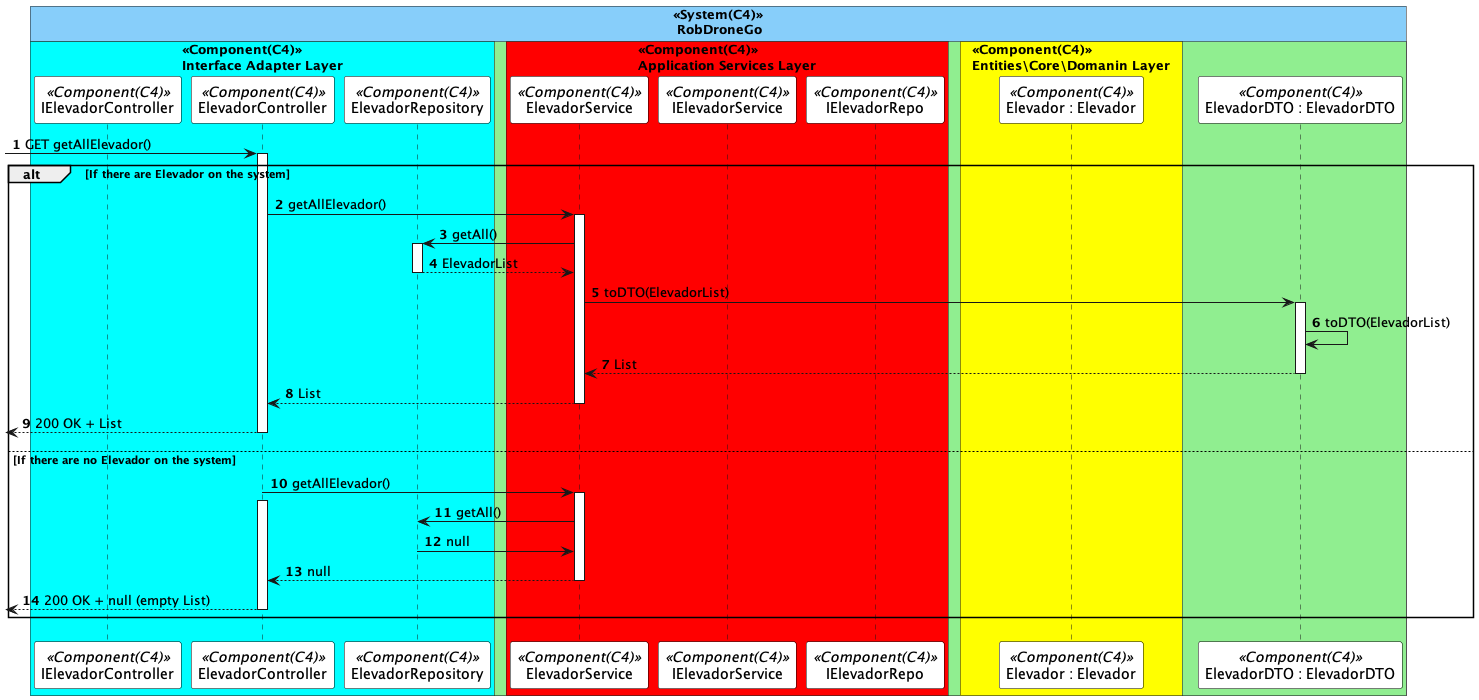 «System(C4)»
RobDroneGo
«Component(C4)»
Interface Adapter Layer
«Component(C4)»
Application Services Layer
«Component(C4)»
Entities\Core\Domanin Layer
«Component(C4)»
IElevadorController
«Component(C4)»
ElevadorController
«Component(C4)»
ElevadorRepository
«Component(C4)»
ElevadorService
«Component(C4)»
IElevadorService
«Component(C4)»
IElevadorRepo
«Component(C4)»
Elevador : Elevador
«Component(C4)»
ElevadorDTO : ElevadorDTO
1 GET getAllElevador()
alt [If there are Elevador on the system]
2 getAllElevador()
3 getAll()
4 ElevadorList
5 toDTO(ElevadorList)
6 toDTO(ElevadorList)
7 List
8 List
9 200 OK + List
[If there are no Elevador on the system]
10 getAllElevador()
11 getAll()
12 null
13 null
14 200 OK + null (empty List)
«Component(C4)»
IElevadorController
«Component(C4)»
ElevadorController
«Component(C4)»
ElevadorRepository
«Component(C4)»
ElevadorService
«Component(C4)»
IElevadorService
«Component(C4)»
IElevadorRepo
«Component(C4)»
Elevador : Elevador
«Component(C4)»
ElevadorDTO : ElevadorDTO